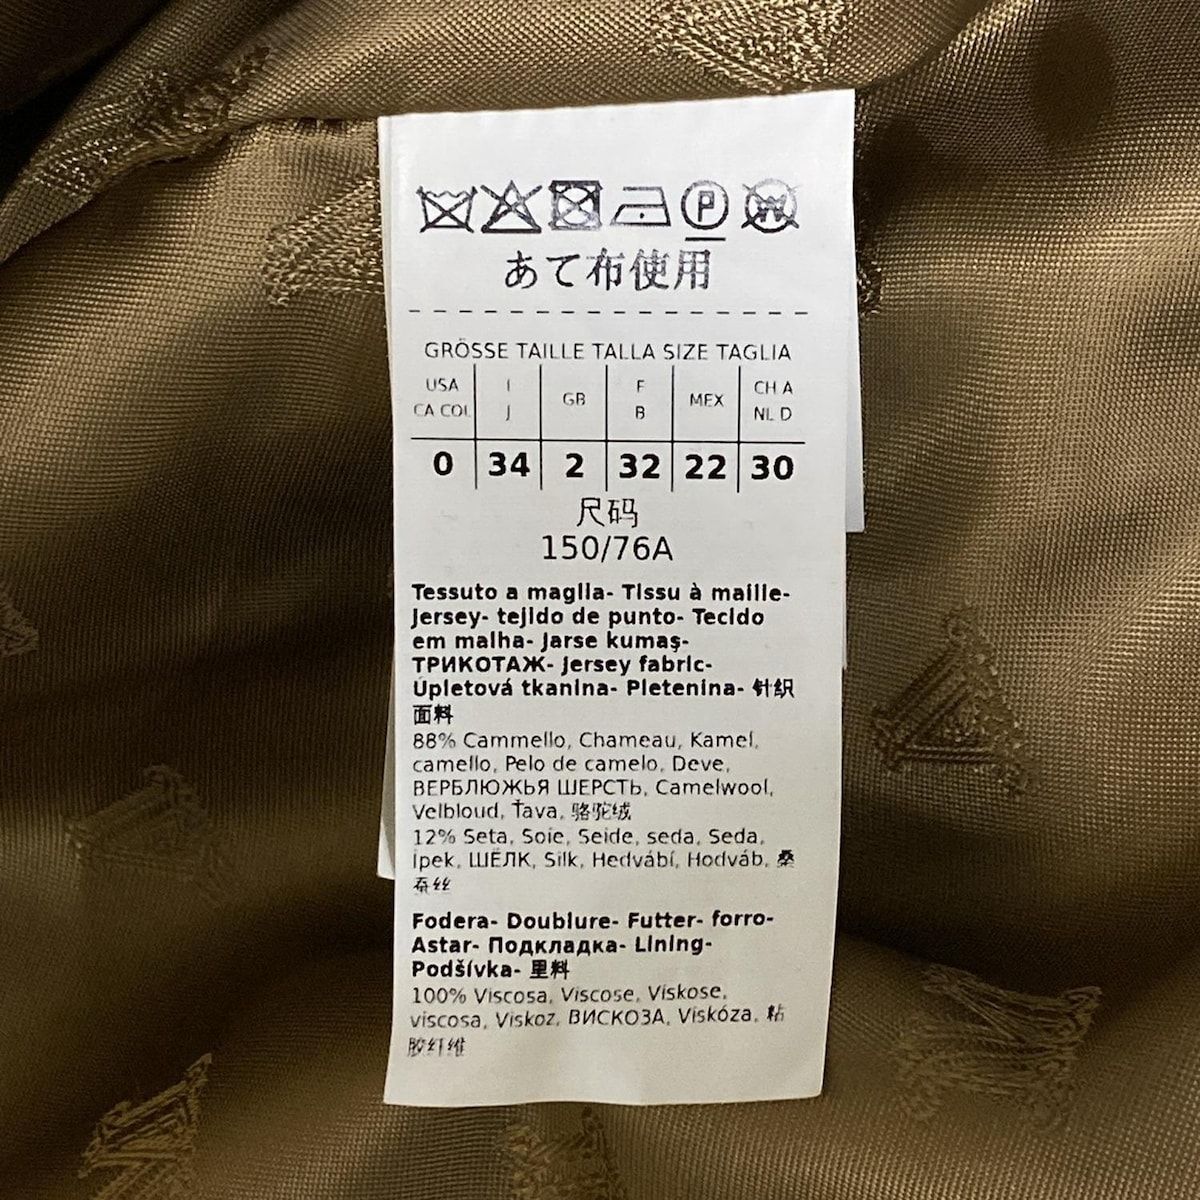 P W
あて布使用
GRÖSSE TAILLE TALLA SIZE TAGLIA
USA I GB F MEX CH A
CA COL J B NL D
0 34 2 32 22 30
尺码
150/76A
Tessuto a maglia- Tissu à maille-
Jersey- tejido de punto- Tecido
em malha- Jarse kumaş-
ТРИКОТАЖ- Jersey fabric-
Úpletová tkanina- Pletenina- 针织
面料
88% Cammello, Chameau, Kamel,
camello, Pelo de camelo, Deve,
ВЕРБЛЮЖЬЯ ШЕРСТЬ, Camelwool,
Velbloud, Ťava, 骆驼绒
12% Seta, Soie, Seide, seda, Seda,
İpek, ШЁЛК, Silk, Hedvábí, Hodváb, 桑
蚕丝
Fodera- Doublure- Futter- forro-
Astar- Подкладка- Lining-
Podšívka- 里料
100% Viscosa, Viscose, Viskose,
viscosa, Viskoz, ВИСКОЗА, Viskóza, 粘
胶纤维